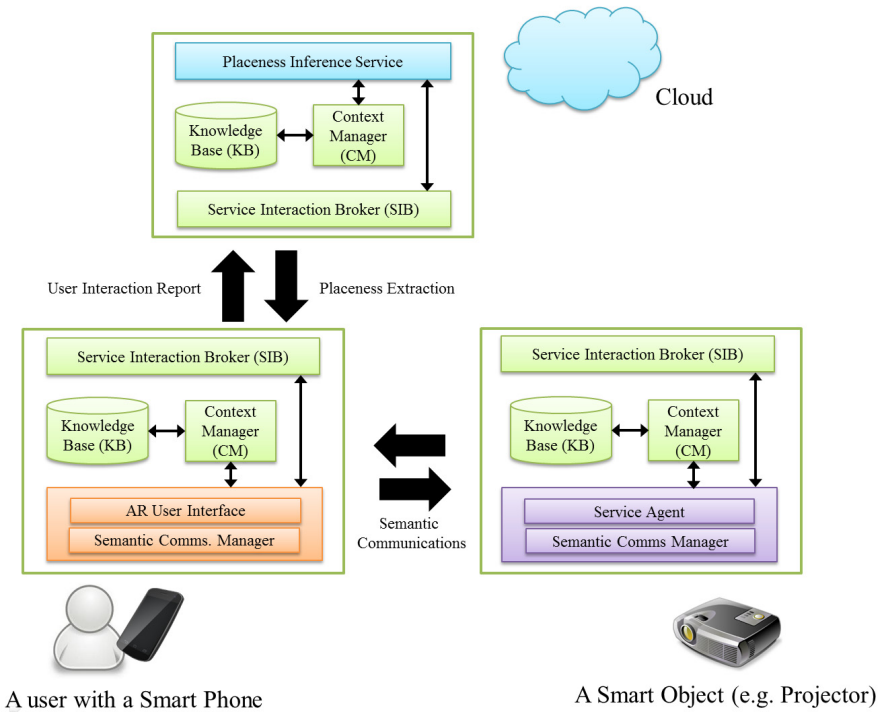 Placeness Inference Service
Cloud
Knowledge
Base (KB)
Context
Manager
(CM)
Service Interaction Broker (SIB)
User Interaction Report
Placeness Extraction
Service Interaction Broker (SIB)
Knowledge
Base (KB)
Context
Manager
(CM)
AR User Interface
Semantic Comms. Manager
Semantic
Communications
Service Interaction Broker (SIB)
Knowledge
Base (KB)
Context
Manager
(CM)
Service Agent
Semantic Comms Manager
A user with a Smart Phone
A Smart Object (e.g. Projector)